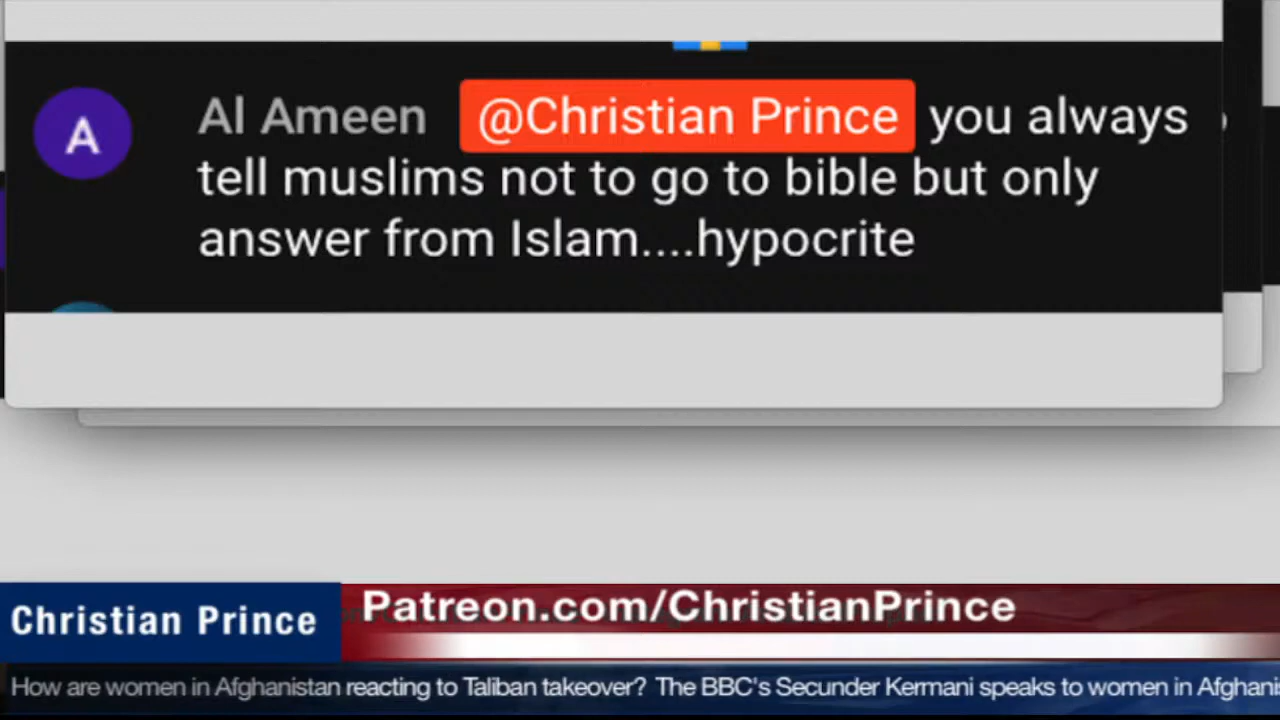 A
Al Ameen @Christian Prince you always
tell muslims not to go to bible but only
answer from Islam....hypocrite
Christian Prince
Patreon.com/ChristianPrince
How are women in Afghanistan reacting to Taliban takeover? The BBC's Secunder Kermani speaks to women in Afghani